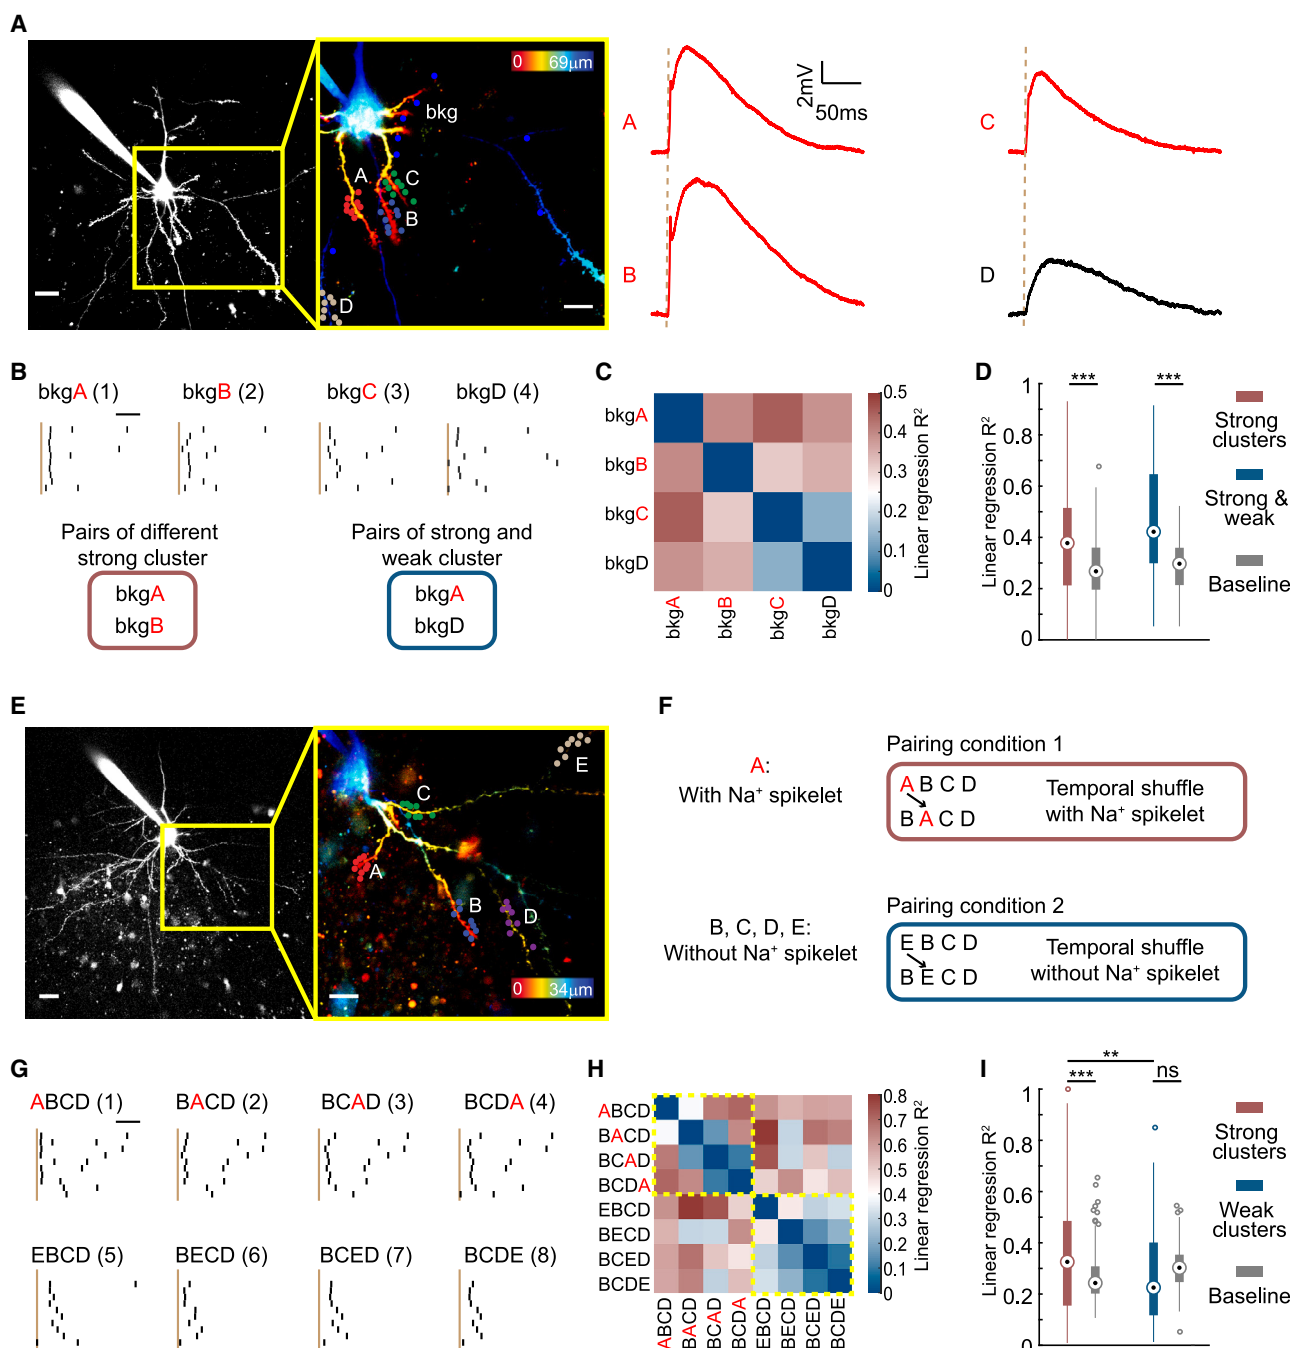 A
0
69μm
bkg
A
C
B
D
A
B
2mV
50ms
C
D
B
bkgA (1)
bkgB (2)
bkgC (3)
bkgD (4)
Pairs of different
strong cluster
bkgA
bkgB
Pairs of strong and
weak cluster
bkgA
bkgD
C
bkgA
bkgB
bkgC
bkgD
bkgA
bkgB
bkgC
bkgD
0.5
0.4
0.3
0.2
0.1
0
Linear regression R²
D
Linear regression R²
1
0.8
0.6
0.4
0.2
0
***
***
Strong
clusters
Strong &
weak
Baseline
E
E
C
A
B
D
0
34μm
F
A:
With Na⁺ spikelet
B, C, D, E:
Without Na⁺ spikelet
Pairing condition 1
A B C D
B A C D
Temporal shuffle
with Na⁺ spikelet
Pairing condition 2
E B C D
B E C D
Temporal shuffle
without Na⁺ spikelet
G
ABCD (1)
BACD (2)
BCAD (3)
BCDA (4)
EBCD (5)
BECD (6)
BCED (7)
BCDE (8)
H
ABCD
BACD
BCAD
BCDA
EBCD
BECD
BCED
BCDE
ABCD
BACD
BCAD
BCDA
EBCD
BECD
BCED
BCDE
0.8
0.7
0.6
0.5
0.4
0.3
0.2
0.1
0
Linear regression R²
I
Linear regression R²
1
0.8
0.6
0.4
0.2
0
**
***
ns
Strong
clusters
Weak
clusters
Baseline